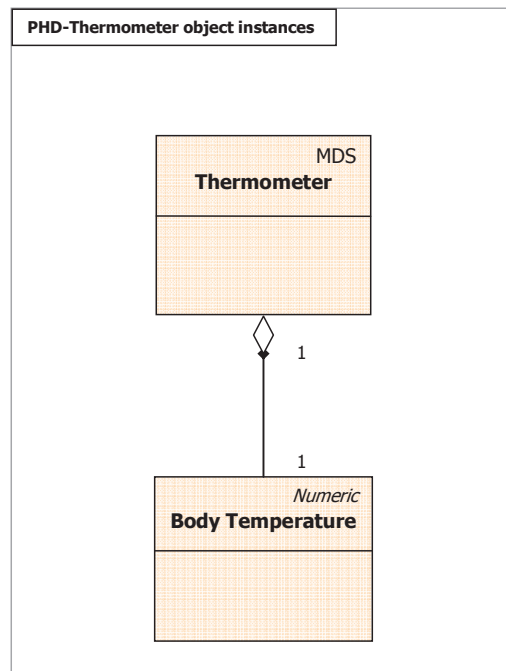 PHD-Thermometer object instances
MDS
Thermometer
1
1
Numeric
Body Temperature